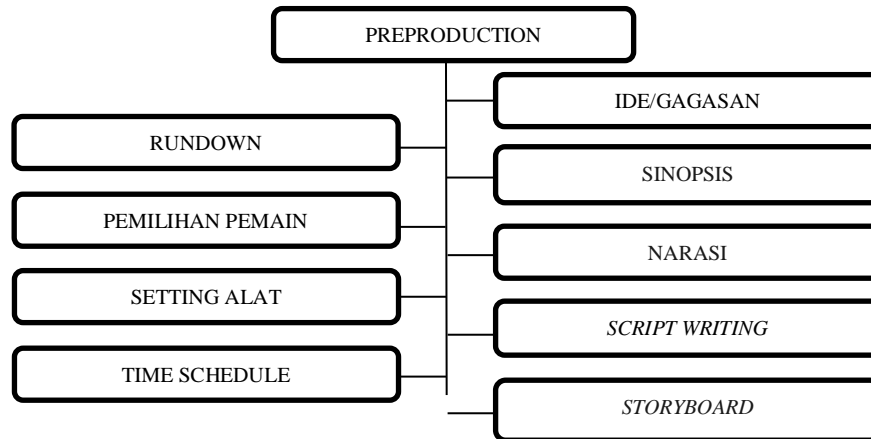 PREPRODUCTION
IDE/GAGASAN
RUNDOWN
SINOPSIS
PEMILIHAN PEMAIN
NARASI
SETTING ALAT
SCRIPT WRITING
TIME SCHEDULE
STORYBOARD